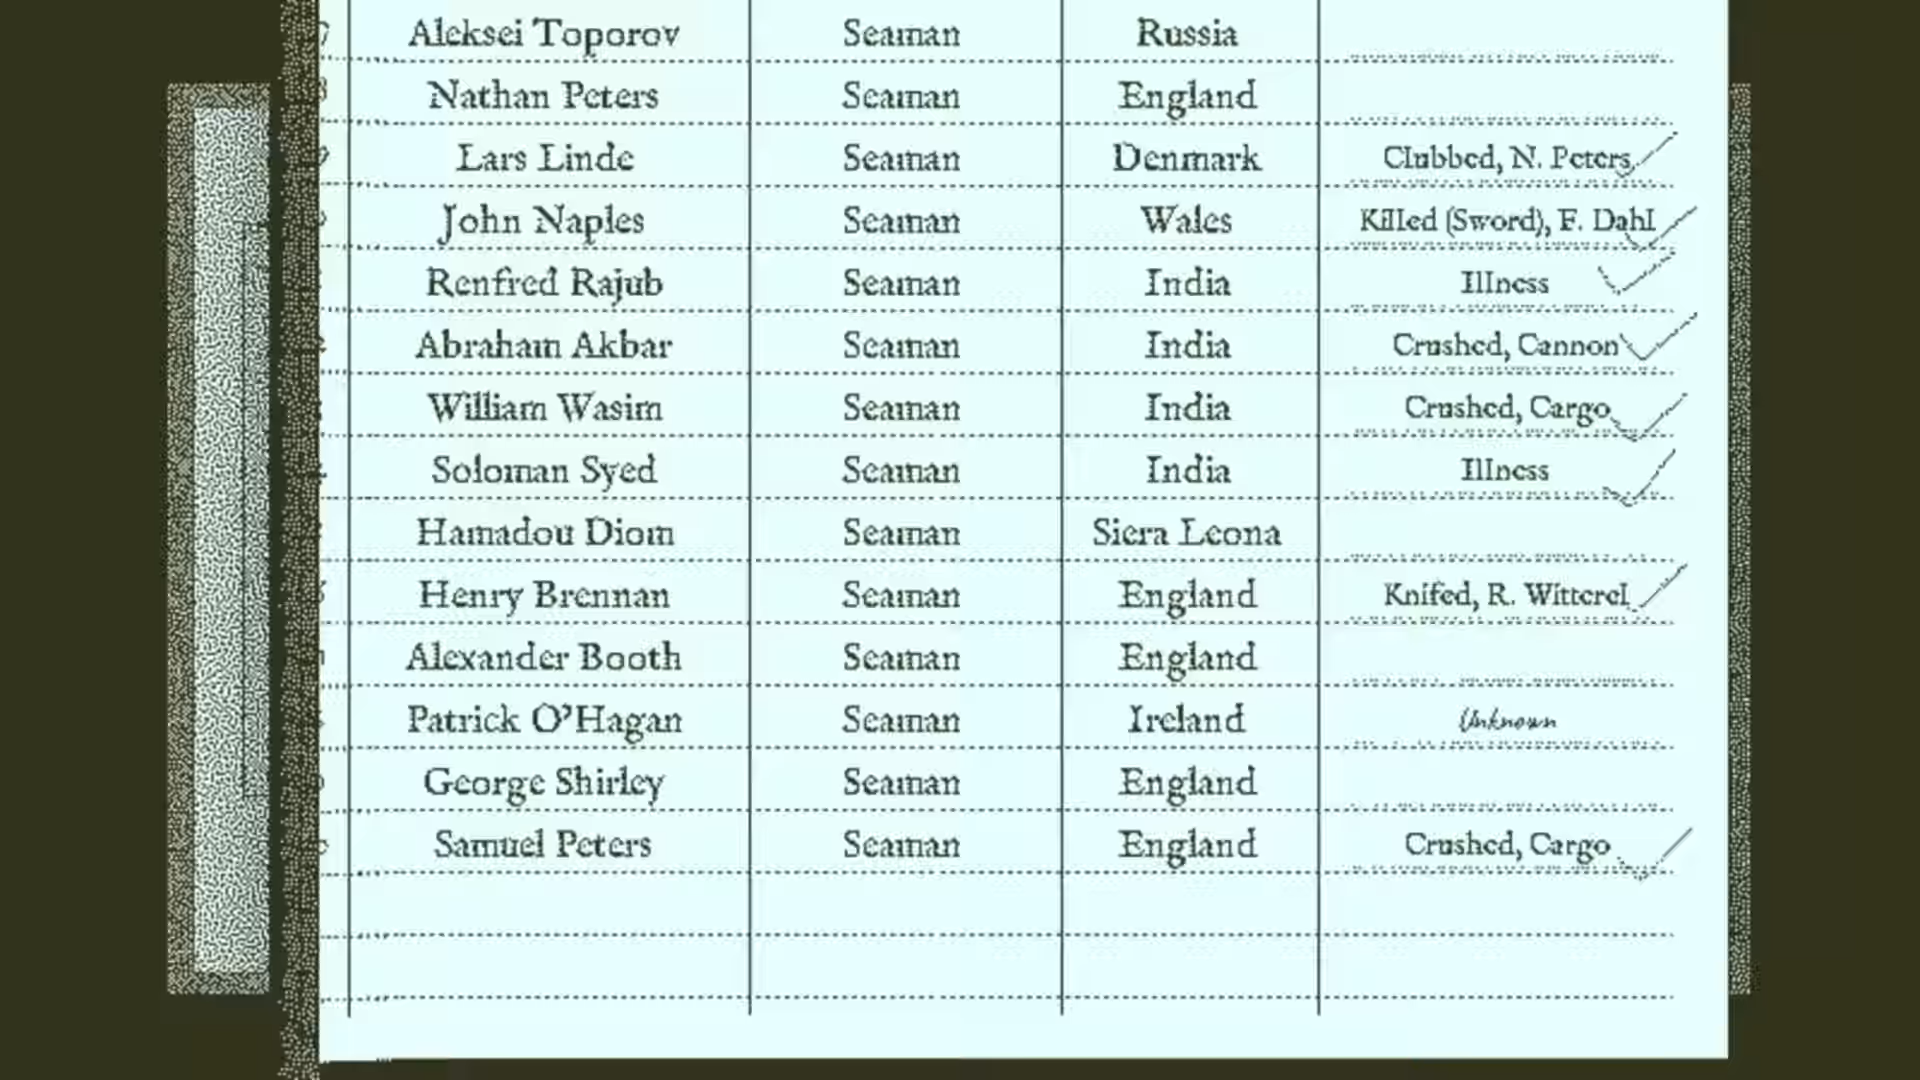 Aleksei Toporov Seaman Russia
Nathan Peters Seaman England
Lars Linde Seaman Denmark Clubbed, N. Peters
John Naples Seaman Wales Killed (Sword), F. Dahl
Renfred Rajub Seaman India Illness
Abraham Akbar Seaman India Crushed, Cannon
William Wasim Seaman India Crushed, Cargo
Soloman Syed Seaman India Illness
Hamadou Diom Seaman Siera Leona
Henry Brennan Seaman England Knifed, R. Witterel
Alexander Booth Seaman England
Patrick O'Hagan Seaman Ireland Unknown
George Shirley Seaman England
Samuel Peters Seaman England Crushed, Cargo